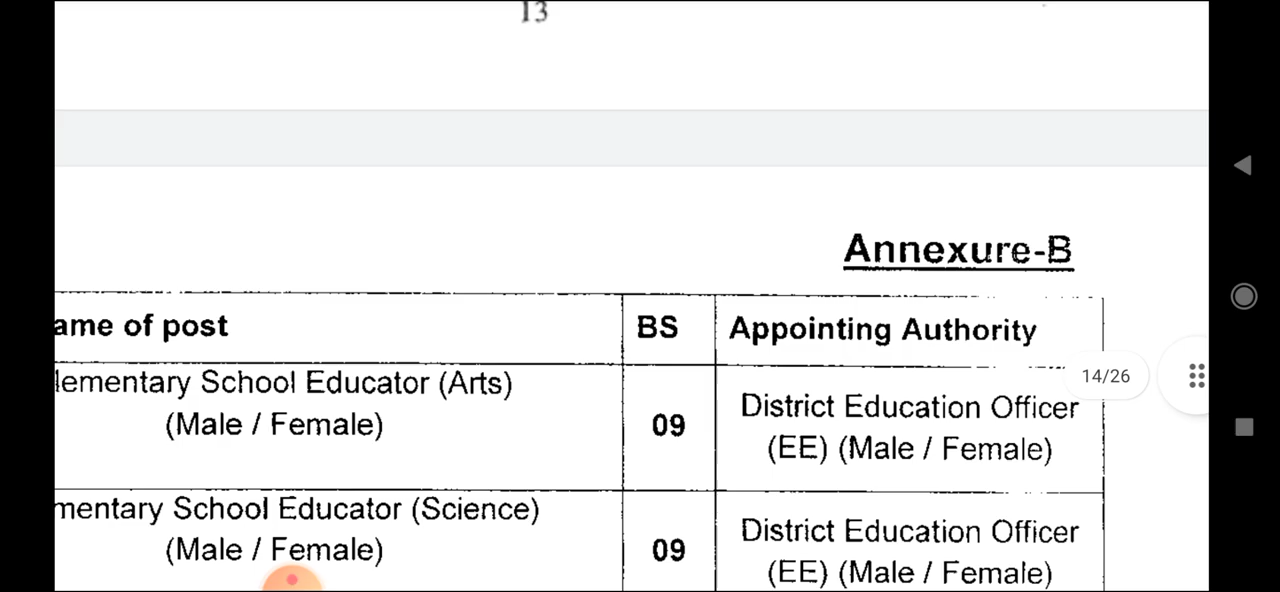 13
Annexure-B
ame of post
BS
Appointing Authority
lementary School Educator (Arts)
(Male / Female)
09
District Education Officer
(EE) (Male / Female)
14/26
mentary School Educator (Science)
(Male / Female)
09
District Education Officer
(EE) (Male / Female)